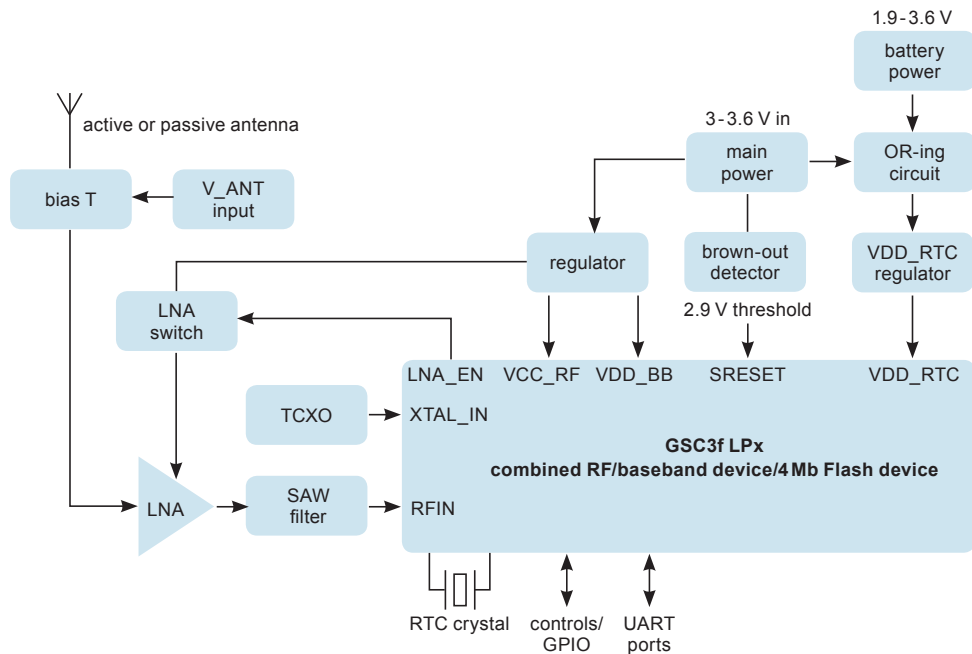 1.9-3.6 V
battery
power
active or passive antenna
3-3.6 V in
main
power
OR-ing
circuit
bias T
V_ANT
input
regulator
brown-out
detector
VDD_RTC
regulator
LNA
switch
2.9 V threshold
LNA_EN
VCC_RF
VDD_BB
SRESET
VDD_RTC
TCXO
XTAL_IN
GSC3f LPx
combined RF/baseband device/4 Mb Flash device
LNA
SAW
filter
RFIN
RTC crystal
controls/
GPIO
UART
ports